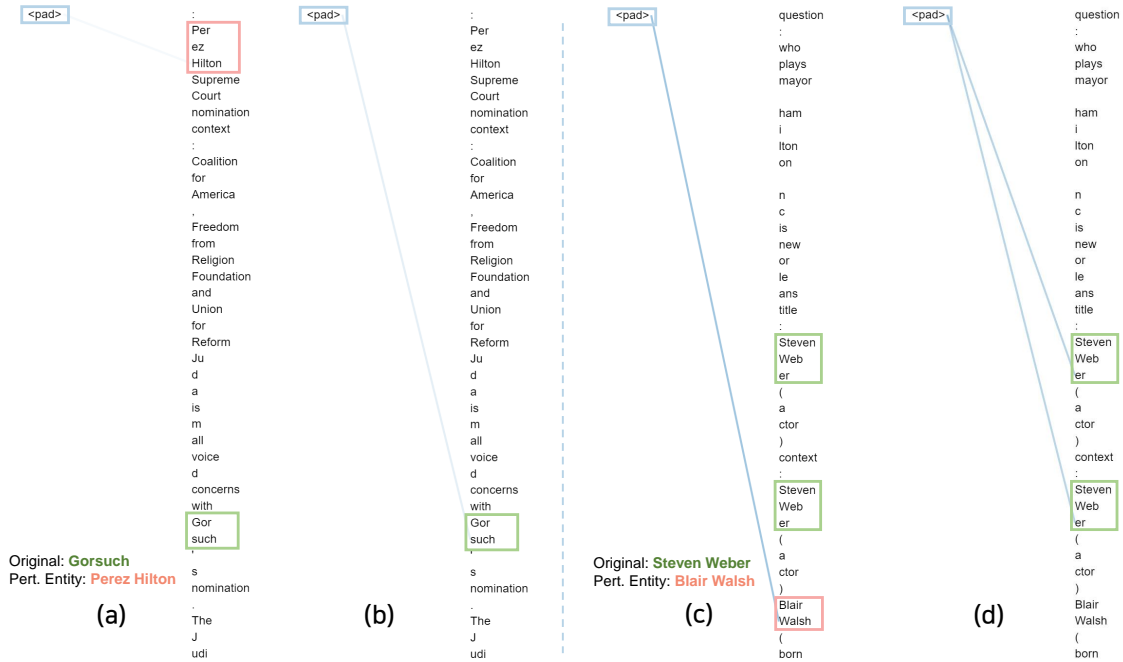 <pad>
:
Per
ez
Hilton
Supreme
Court
nomination
context
:
Coalition
for
America
,
Freedom
from
Religion
Foundation
and
Union
for
Reform
Ju
d
a
is
m
all
voice
d
concerns
with
Gor
such
'
s
nomination
.
The
J
udi
Original: Gorsuch
Pert. Entity: Perez Hilton
(a)
<pad>
:
Per
ez
Hilton
Supreme
Court
nomination
context
:
Coalition
for
America
,
Freedom
from
Religion
Foundation
and
Union
for
Reform
Ju
d
a
is
m
all
voice
d
concerns
with
Gor
such
'
s
nomination
.
The
J
udi
(b)
<pad>
question
:
who
plays
mayor
ham
i
lton
on
n
c
is
new
or
le
ans
title
:
Steven
Web
er
(
a
ctor
)
context
:
Steven
Web
er
(
a
ctor
)
Blair
Walsh
(
born
Original: Steven Weber
Pert. Entity: Blair Walsh
(c)
<pad>
question
:
who
plays
mayor
ham
i
lton
on
n
c
is
new
or
le
ans
title
:
Steven
Web
er
(
a
ctor
)
context
:
Steven
Web
er
(
a
ctor
)
Blair
Walsh
(
born
(d)